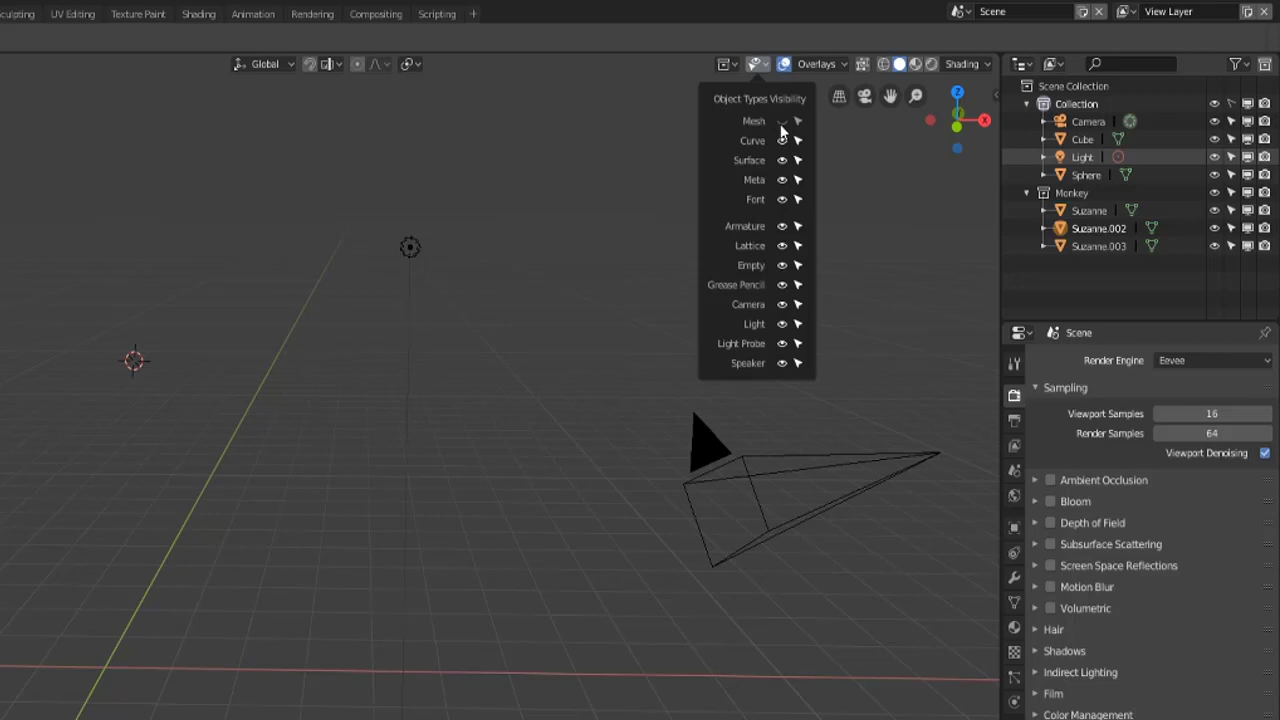 culpting UV Editing Texture Paint Shading Animation Rendering Compositing Scripting + Scene View Layer
Global Overlays Shading
Object Types Visibility
Mesh
Curve
Surface
Meta
Font
Armature
Lattice
Empty
Grease Pencil
Camera
Light
Light Probe
Speaker
Z
X
Scene Collection
Collection
Camera
Cube
Light
Sphere
Monkey
Suzanne
Suzanne.002
Suzanne.003
Scene
Render Engine Eevee
Sampling
Viewport Samples 16
Render Samples 64
Viewport Denoising
Ambient Occlusion
Bloom
Depth of Field
Subsurface Scattering
Screen Space Reflections
Motion Blur
Volumetric
Hair
Shadows
Indirect Lighting
Film
Color Management